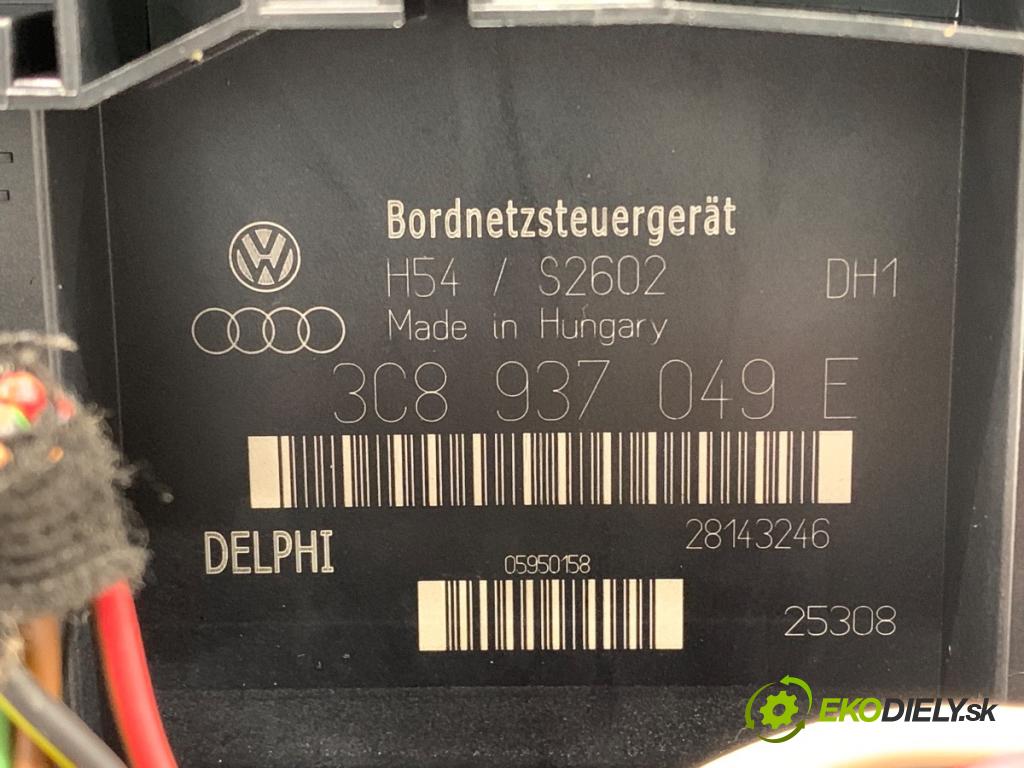 Bordnetzsteuergerät
H54 / S2602 DH1
Made in Hungary
3C8 937 049 E
28143246
DELPHI
05950158
25308
EKODIELY.sk